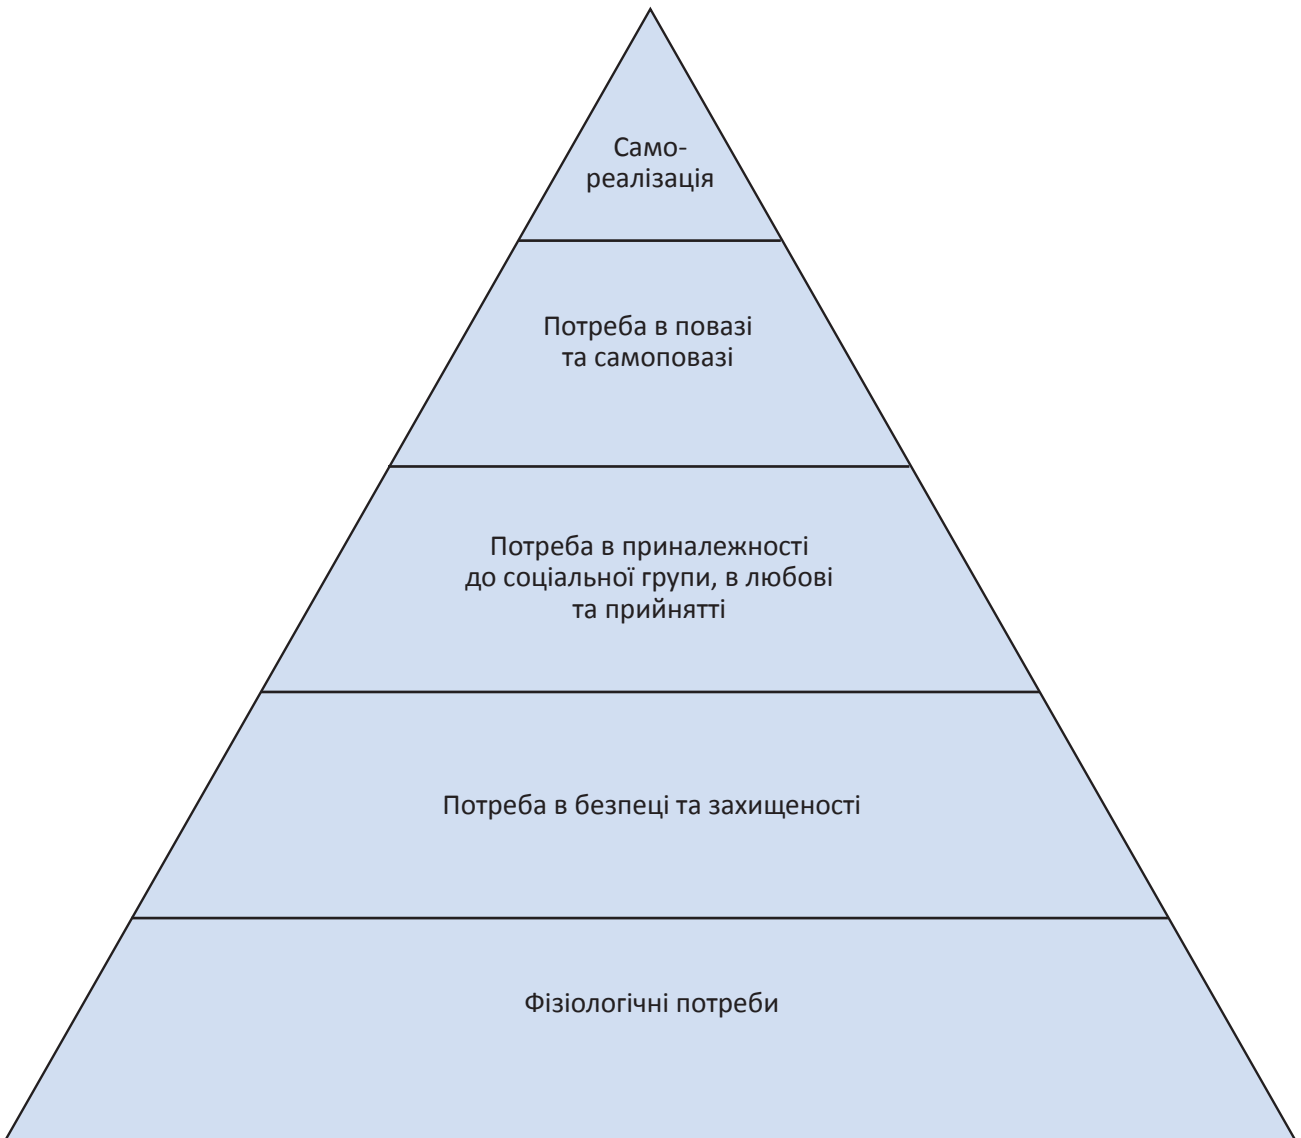 Само-
реалізація
Потреба в повазі
та самоповазі
Потреба в приналежності
до соціальної групи, в любові
та прийнятті
Потреба в безпеці та захищеності
Фізіологічні потреби